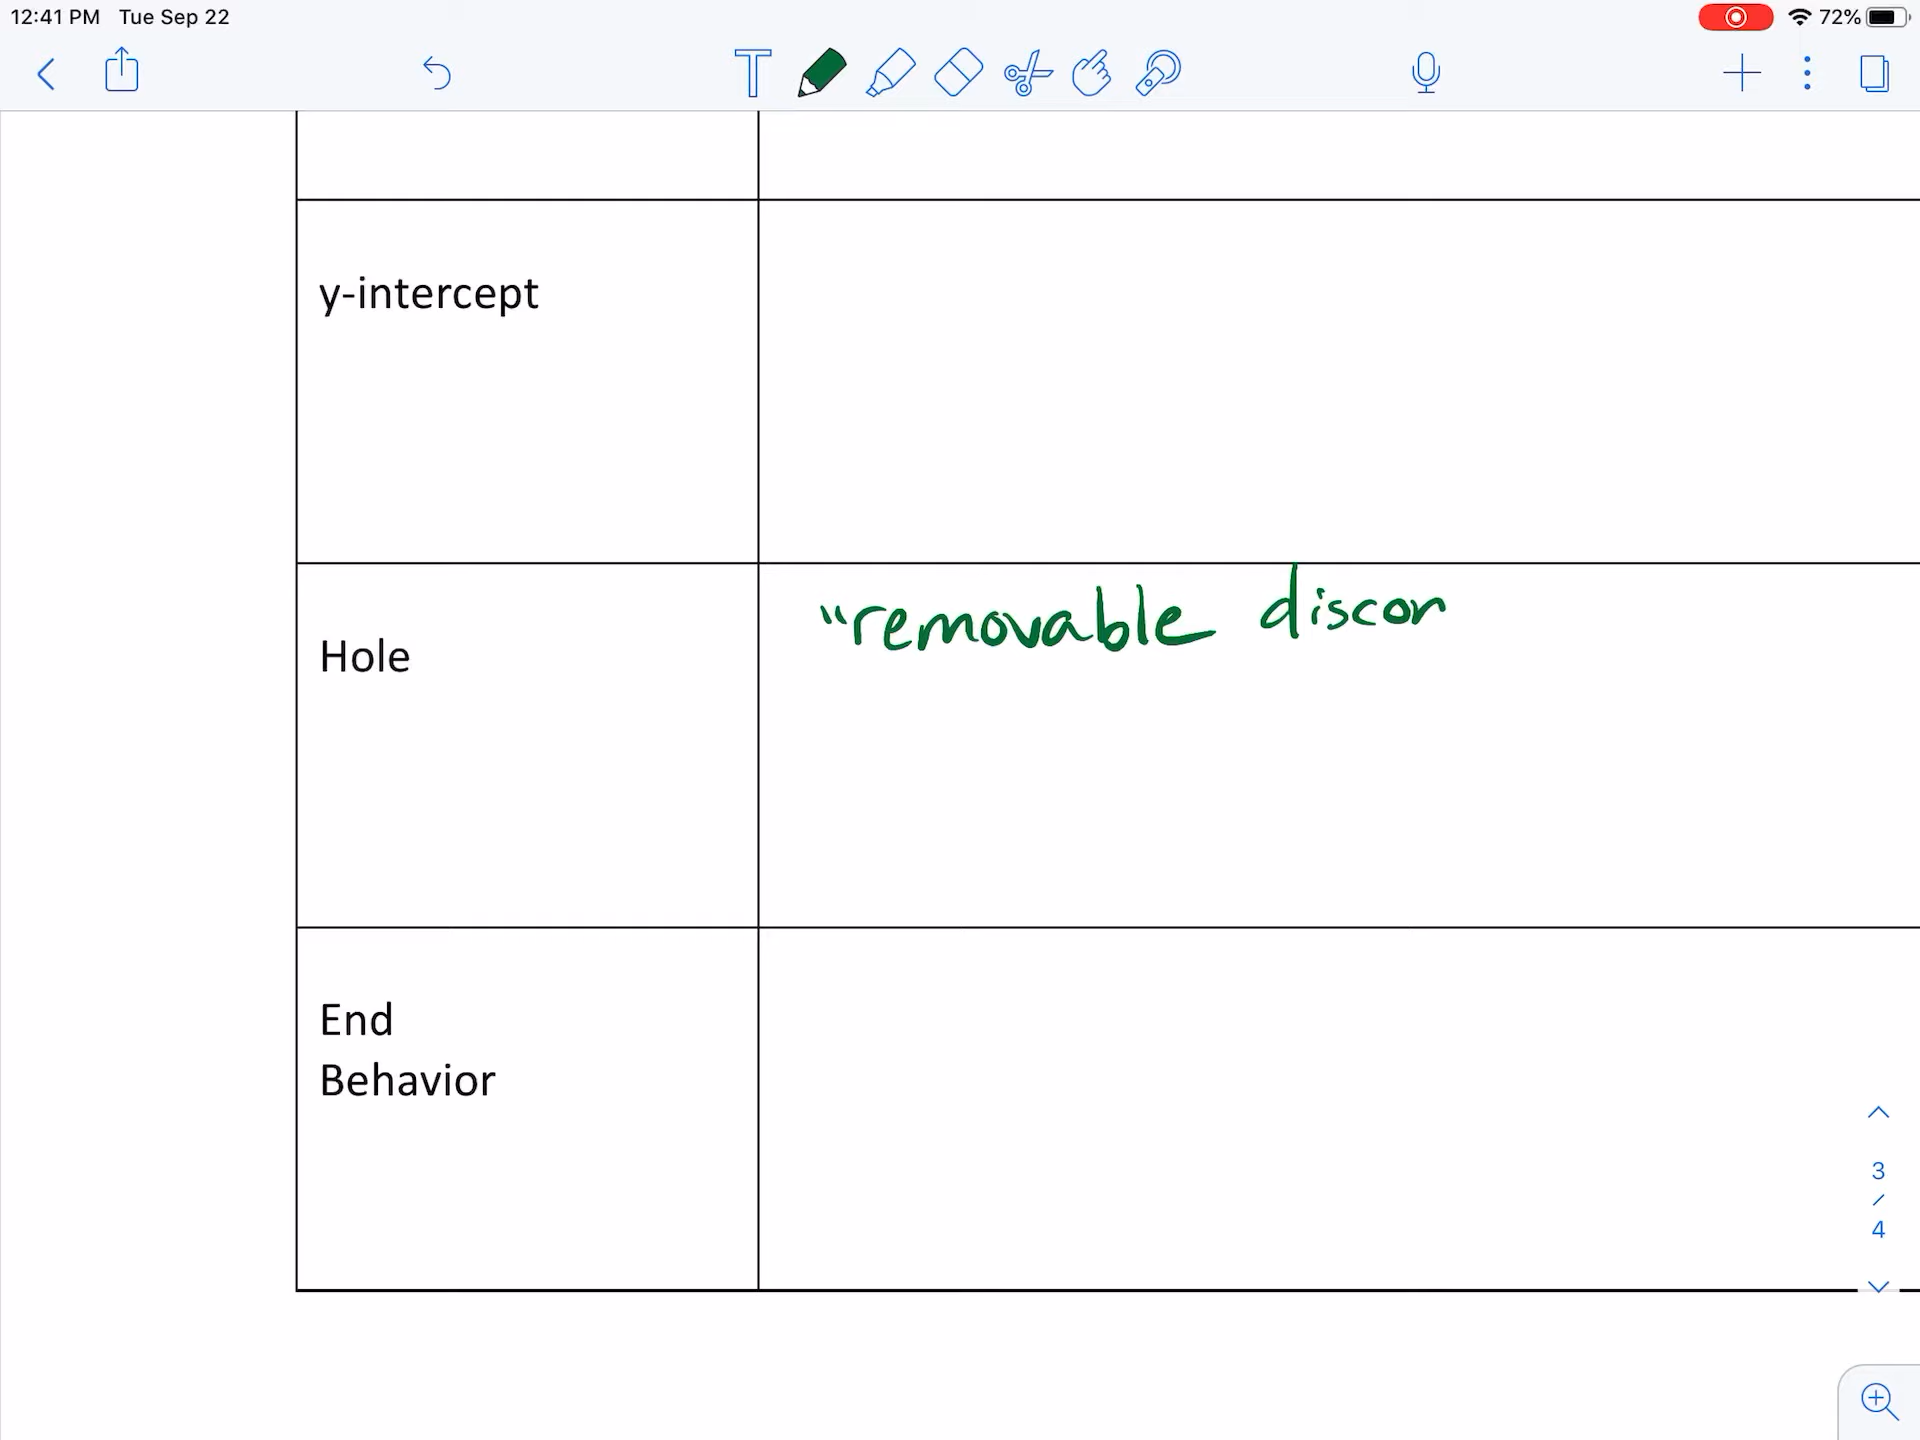 12:41 PM Tue Sep 22
72%
T
y-intercept
Hole
"removable discon
End
Behavior
3
/
4